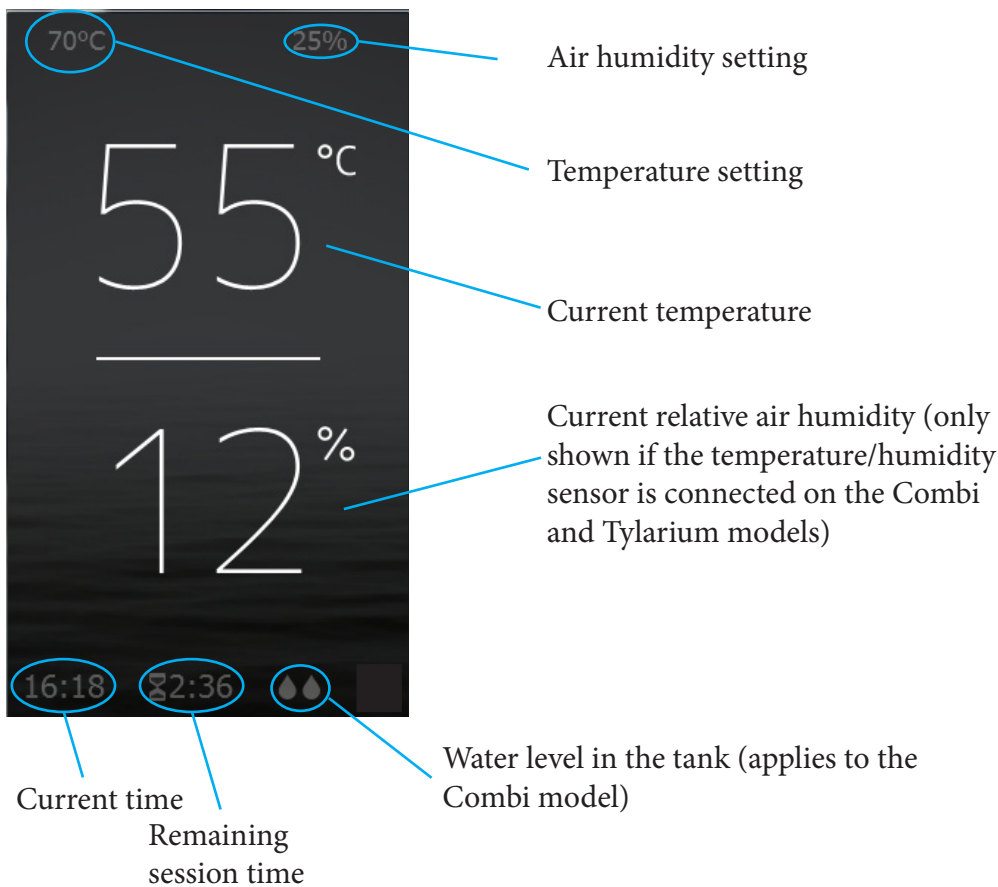 70°C
25%
Air humidity setting
Temperature setting
55 °C
Current temperature
12 %
Current relative air humidity (only
shown if the temperature/humidity
sensor is connected on the Combi
and Tylarium models)
16:18
2:36
Water level in the tank (applies to the
Combi model)
Current time
Remaining
session time